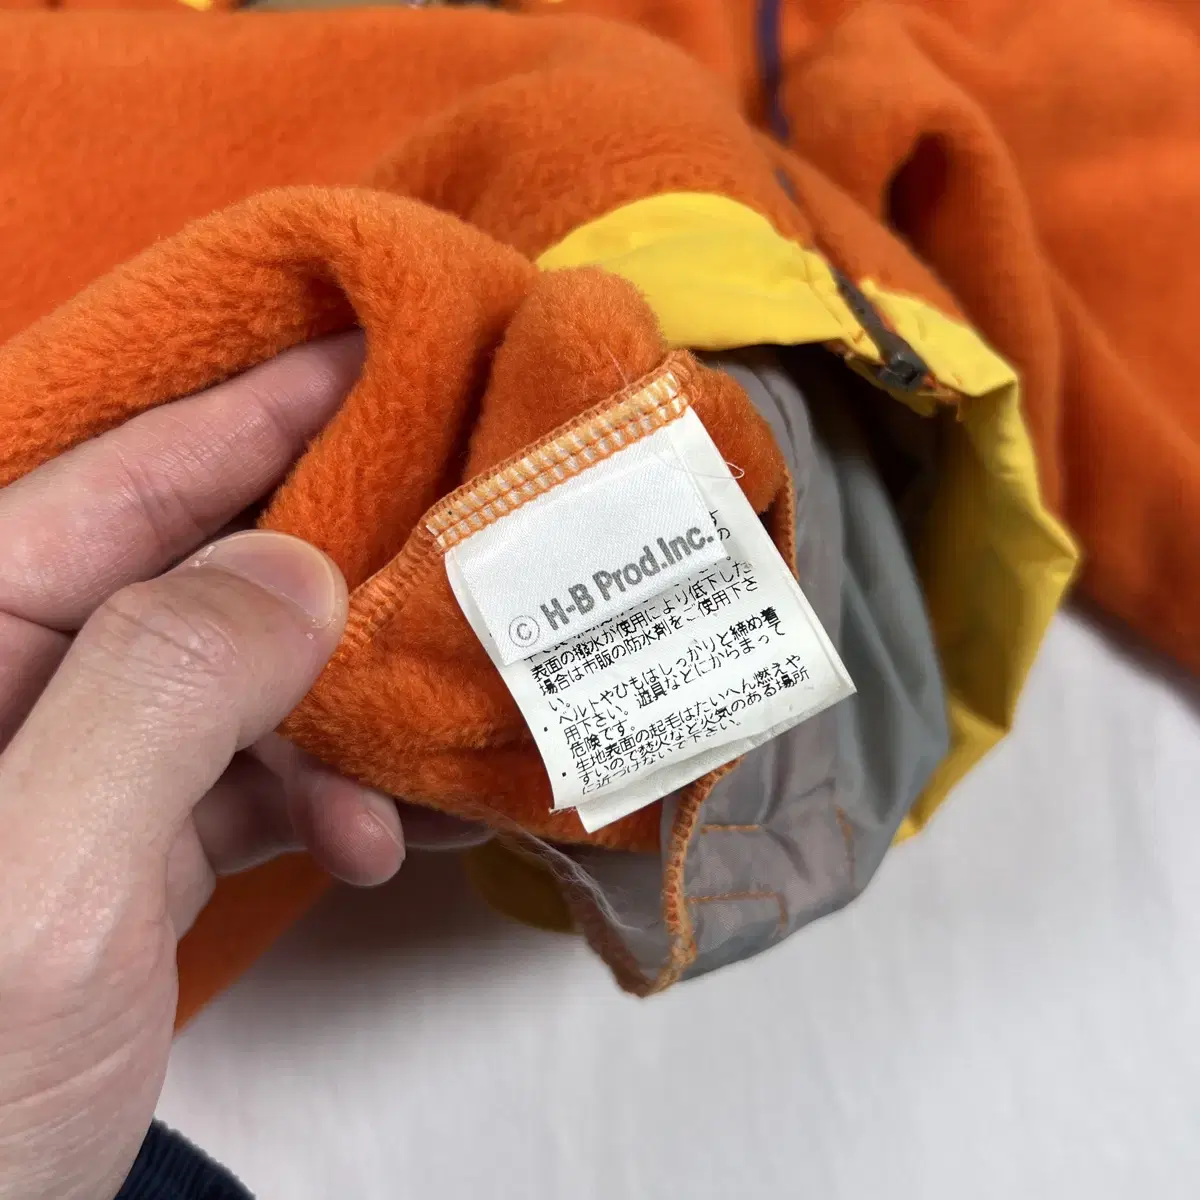 © H-B Prod.Inc.
表面の撥水が使用により低下した
場合は市販の防水剤をご使用下さ
い。
ベルトやひもはしっかりと締め着
用下さい。遊具などにからまって
危険です。
・生地表面の起毛はたいへん燃えや
すいので焚火など火気のある場所
に近づけないで下さい。